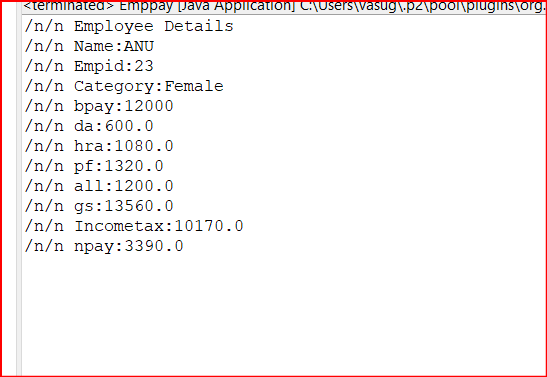 <terminated> Emppay [Java Application] C:\Users\vasug\.p2\pool\plugins\org.
/n/n Employee Details
/n/n Name:ANU
/n/n Empid:23
/n/n Category:Female
/n/n bpay:12000
/n/n da:600.0
/n/n hra:1080.0
/n/n pf:1320.0
/n/n all:1200.0
/n/n gs:13560.0
/n/n Incometax:10170.0
/n/n npay:3390.0